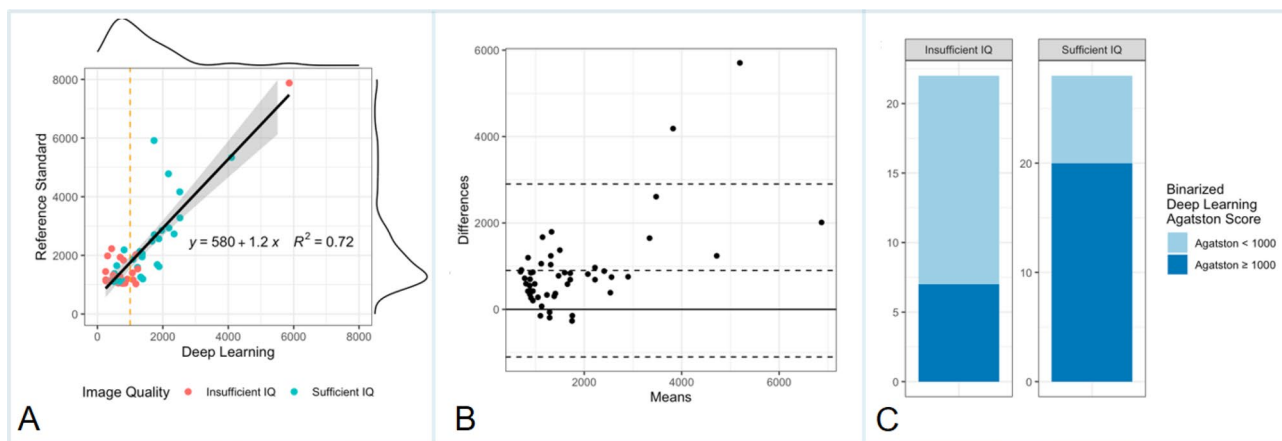 8000
6000
4000
2000
0
Reference Standard
y = 580 + 1.2 x R² = 0.72
0 2000 4000 6000 8000
Deep Learning
Image Quality Insufficient IQ Sufficient IQ
A
6000
4000
2000
0
Differences
2000 4000 6000
Means
B
Insufficient IQ Sufficient IQ
20
15
10
5
0
20
10
0
Binarized
Deep Learning
Agatston Score
Agatston < 1000
Agatston ≥ 1000
C